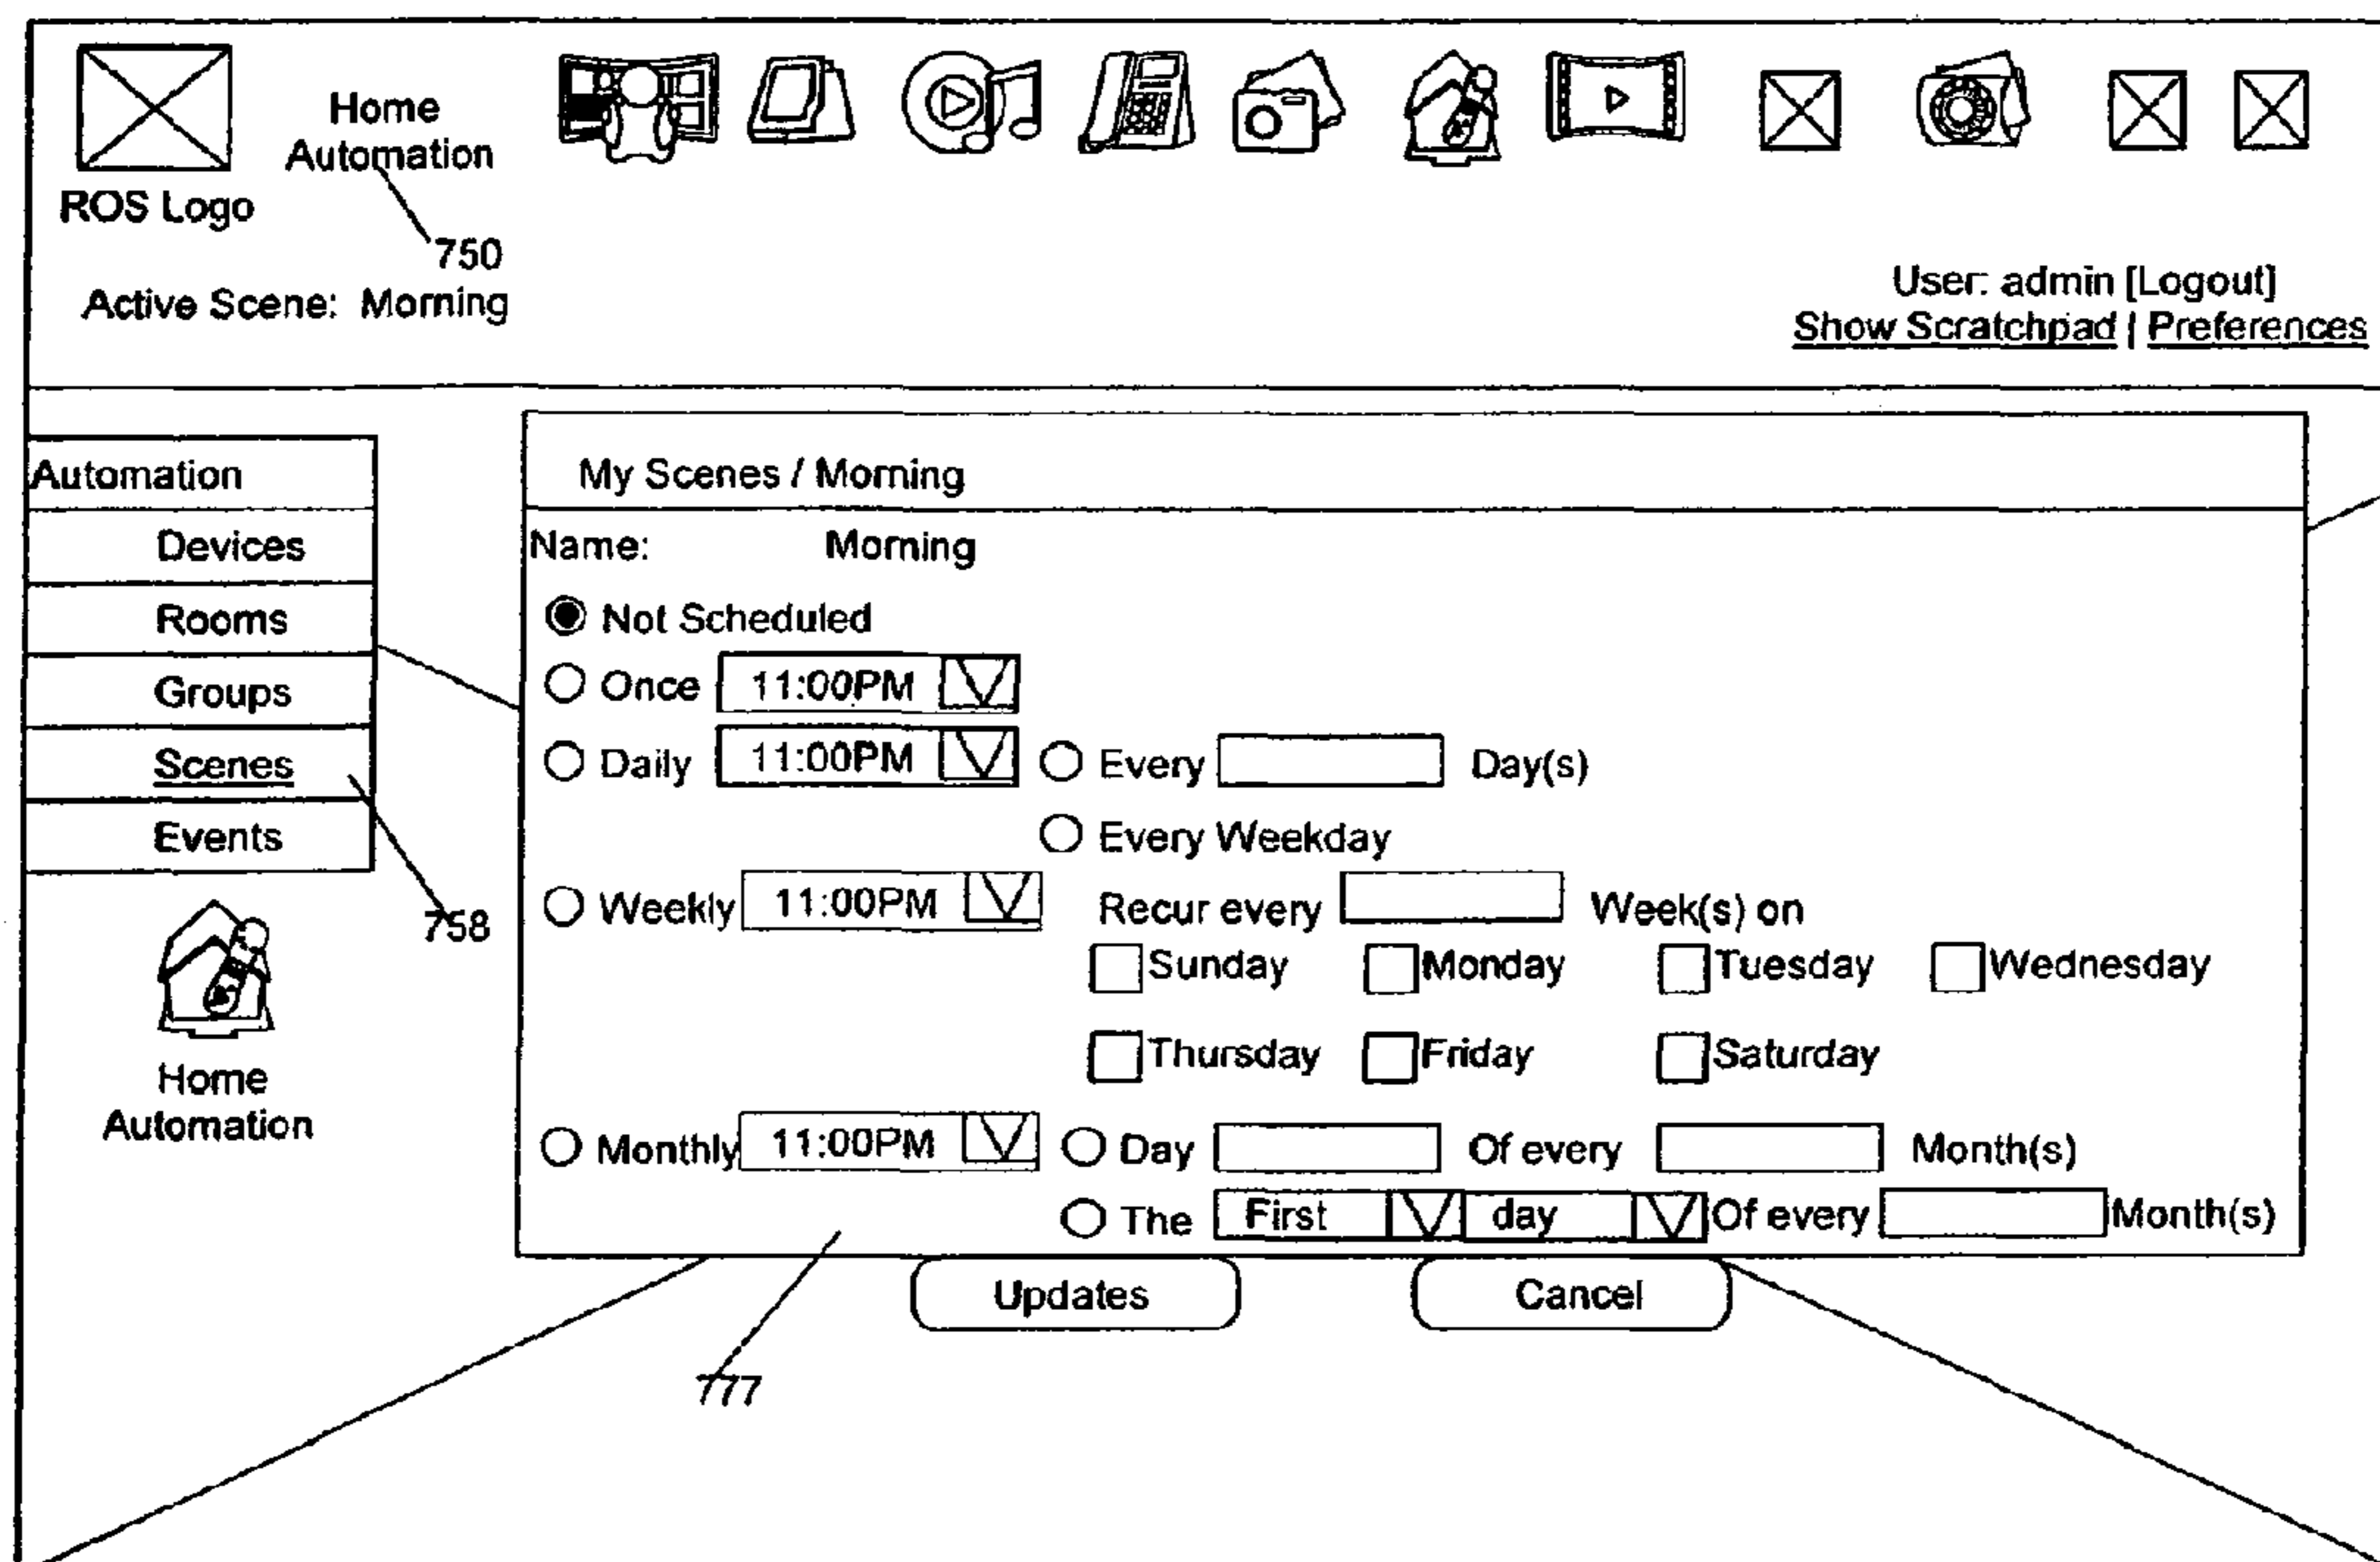 Home
Automation
ROS Logo
750
Active Scene: Morning
User: admin [Logout]
Show Scratchpad | Preferences
Automation
Devices
Rooms
Groups
Scenes
Events
758
Home
Automation
My Scenes / Morning
Name: Morning
Not Scheduled
Once 11:00PM
Daily 11:00PM Every Day(s)
Every Weekday
Weekly 11:00PM Recur every Week(s) on
Sunday Monday Tuesday Wednesday
Thursday Friday Saturday
Monthly 11:00PM Day Of every Month(s)
The First day Of every Month(s)
Updates Cancel
777